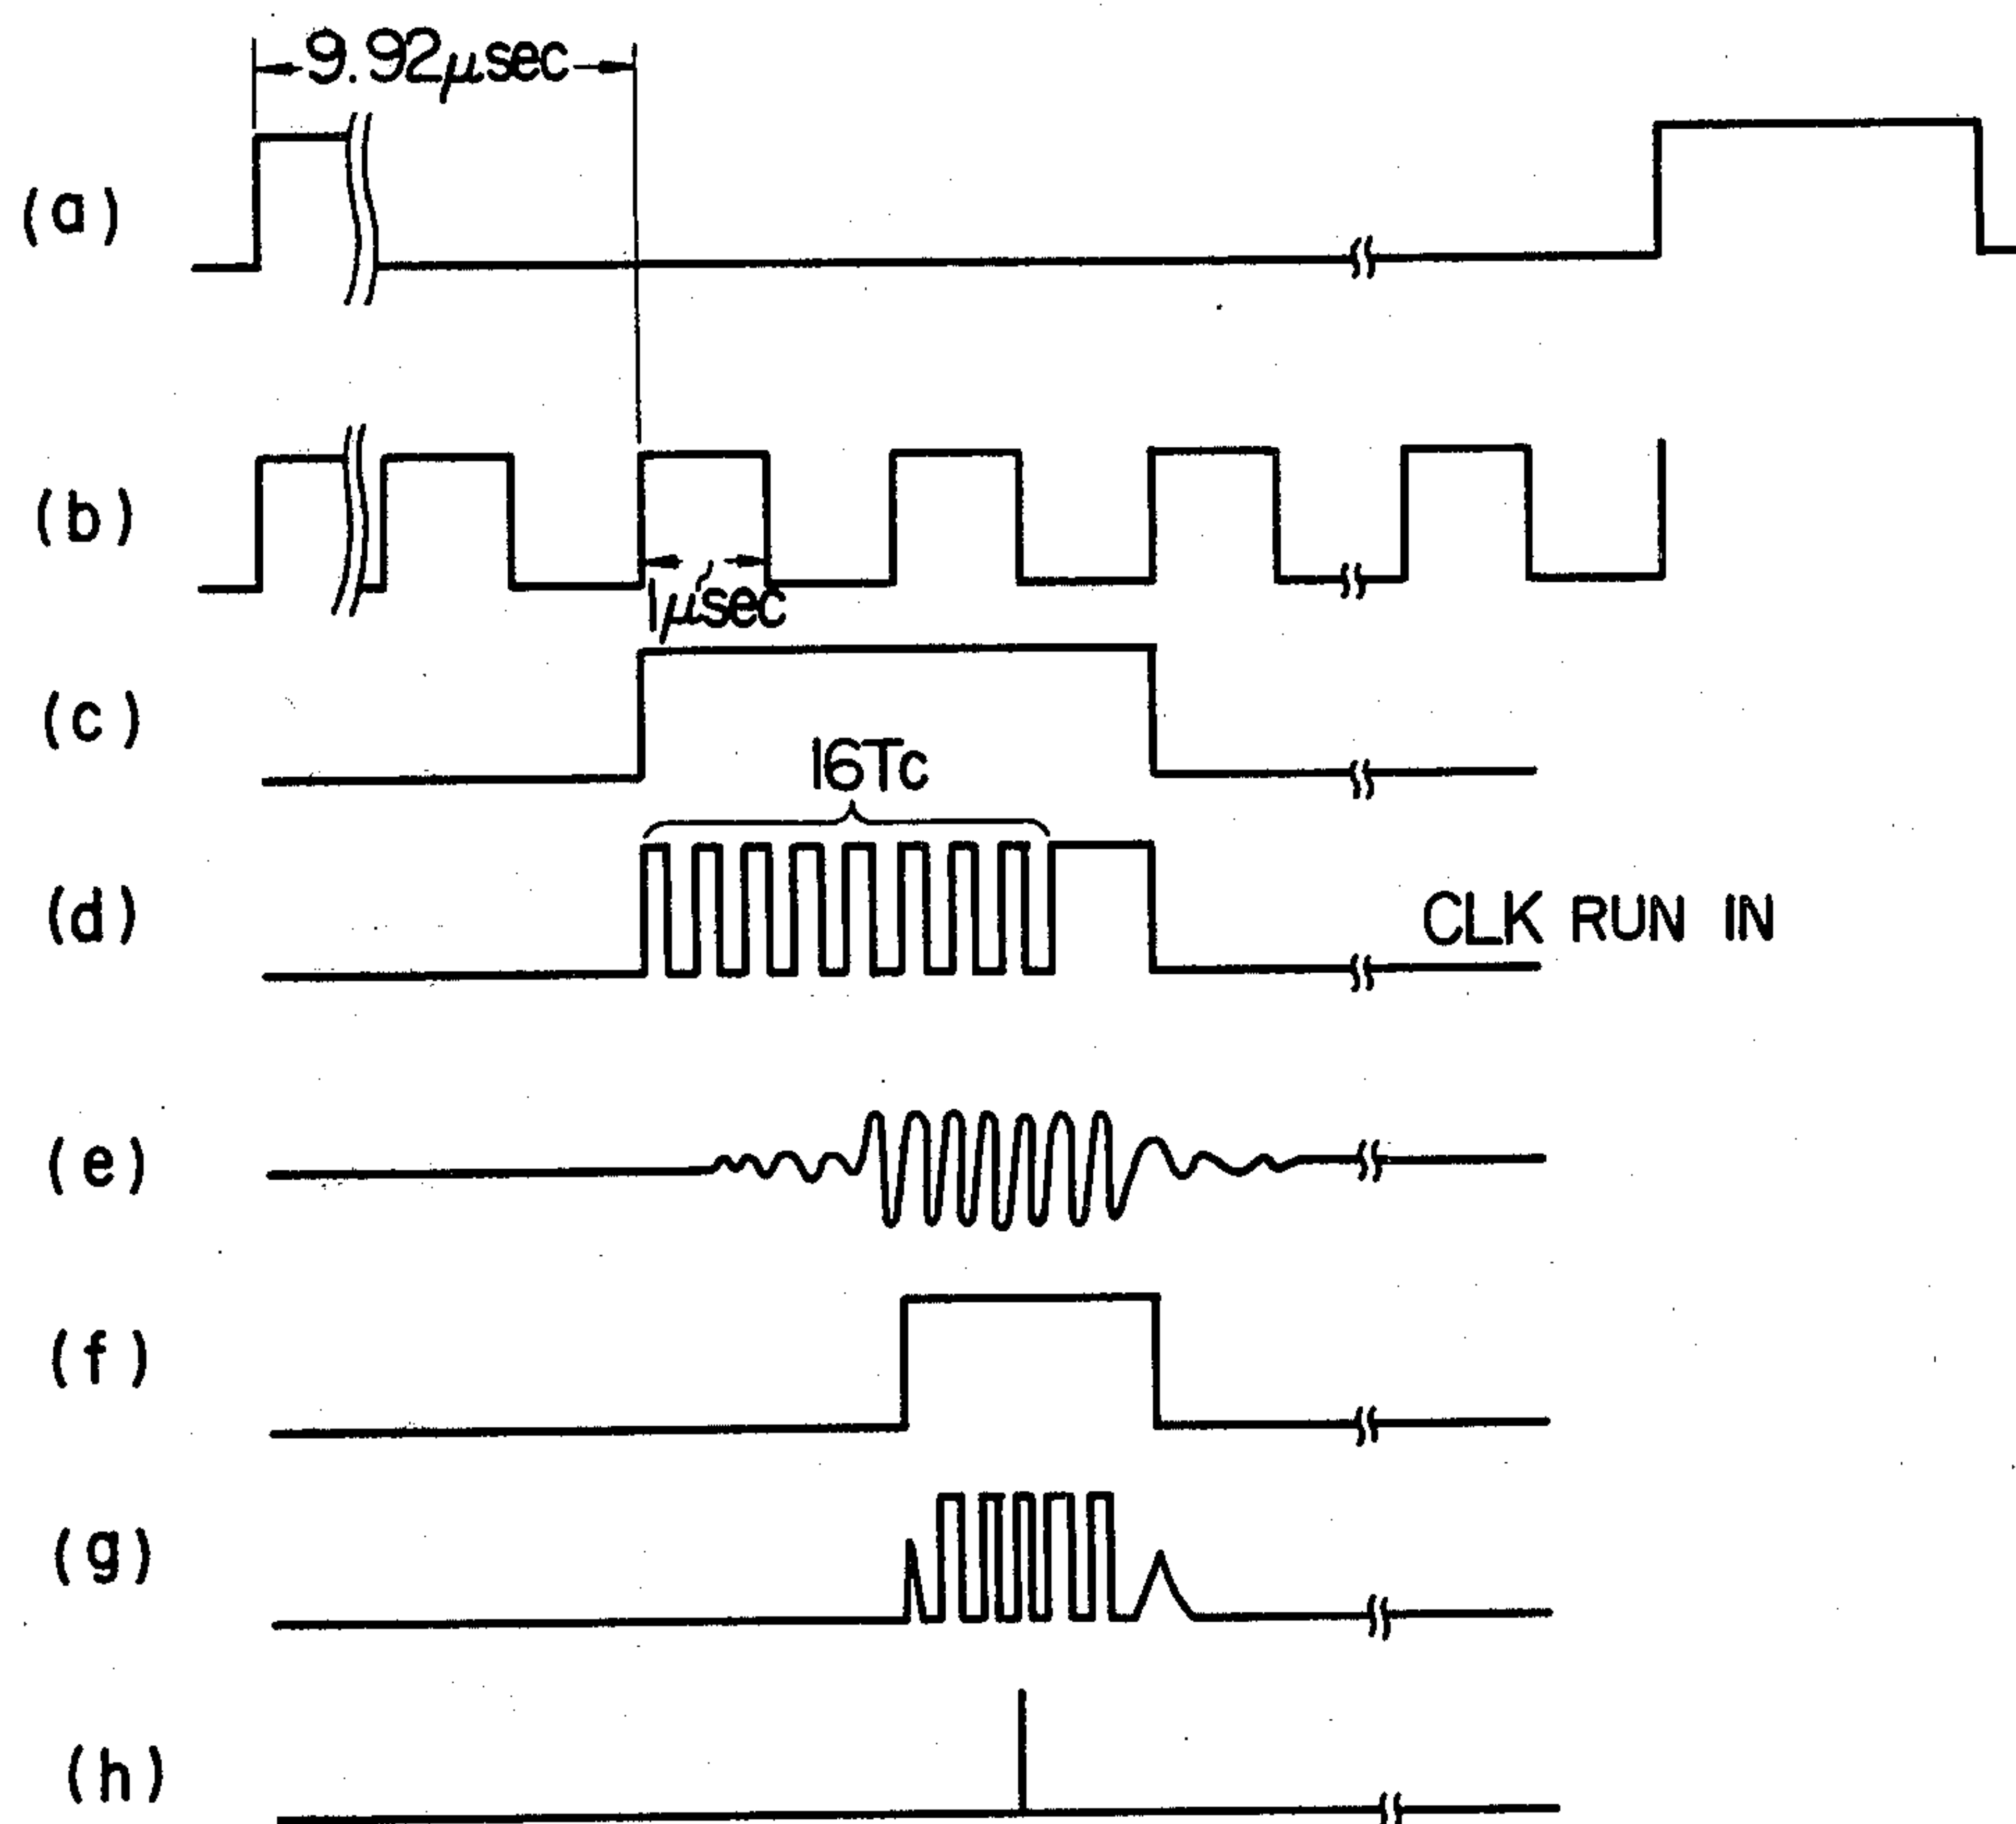 9.92μsec
(a)
(b)
1μsec
(c)
16Tc
(d)
CLK RUN IN
(e)
(f)
(g)
(h)